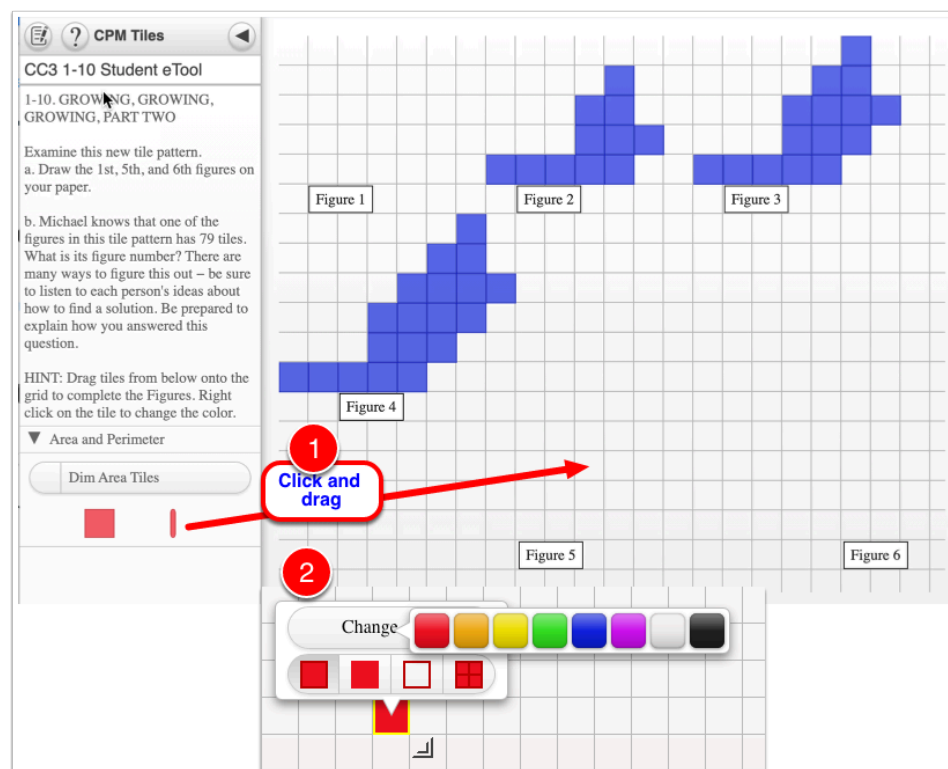 ? CPM Tiles
CC3 1-10 Student eTool
1-10. GROWING, GROWING,
GROWING, PART TWO
Examine this new tile pattern.
a. Draw the 1st, 5th, and 6th figures on
your paper.
b. Michael knows that one of the
figures in this tile pattern has 79 tiles.
What is its figure number? There are
many ways to figure this out – be sure
to listen to each person's ideas about
how to find a solution. Be prepared to
explain how you answered this
question.
HINT: Drag tiles from below onto the
grid to complete the Figures. Right
click on the tile to change the color.
Area and Perimeter
Dim Area Tiles
Figure 1
Figure 2
Figure 3
Figure 4
1
Click and
drag
Figure 5
Figure 6
2
Change